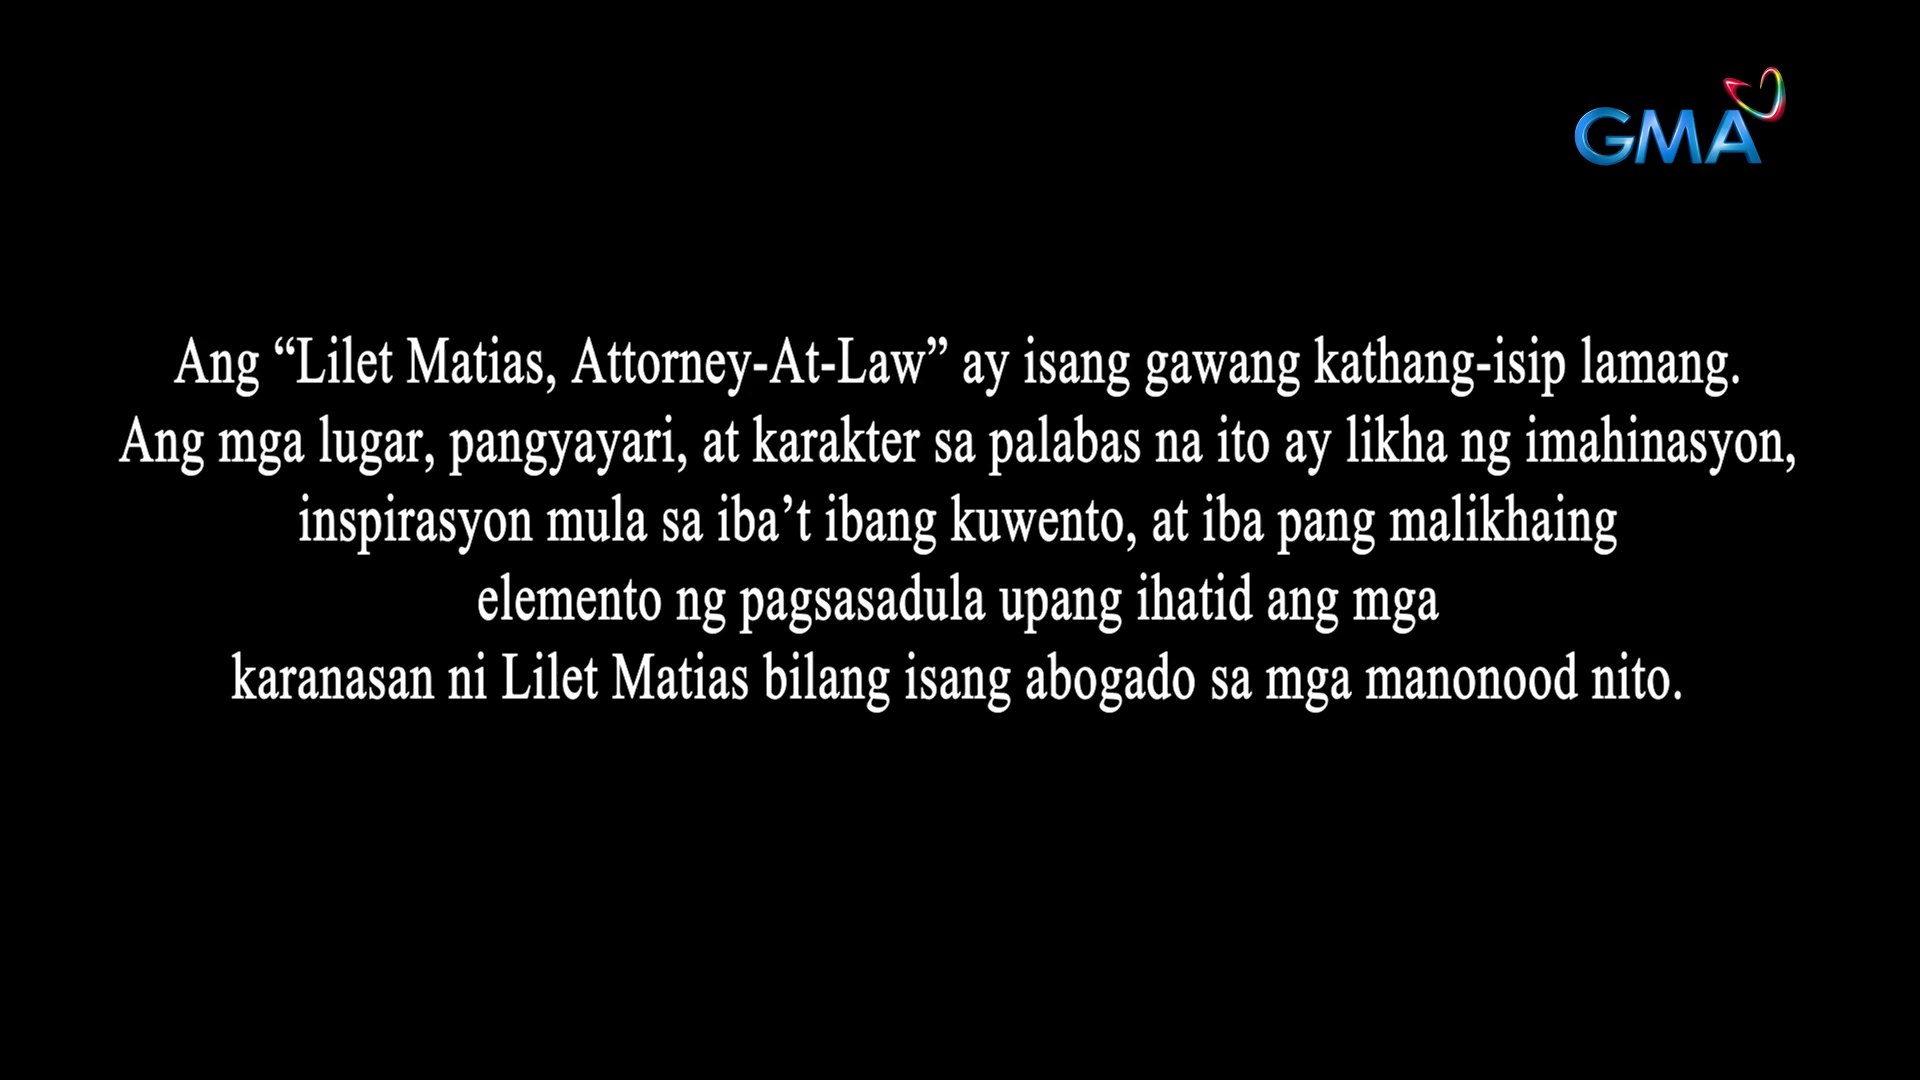 GMA
Ang “Lilet Matias, Attorney-At-Law” ay isang gawang kathang-isip lamang.
Ang mga lugar, pangyayari, at karakter sa palabas na ito ay likha ng imahinasyon,
inspirasyon mula sa iba’t ibang kuwento, at iba pang malikhaing
elemento ng pagsasadula upang ihatid ang mga
karanasan ni Lilet Matias bilang isang abogado sa mga manonood nito.